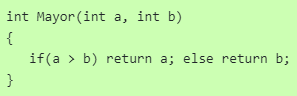 int Mayor(int a, int b)
{
   if(a > b) return a; else return b;
}